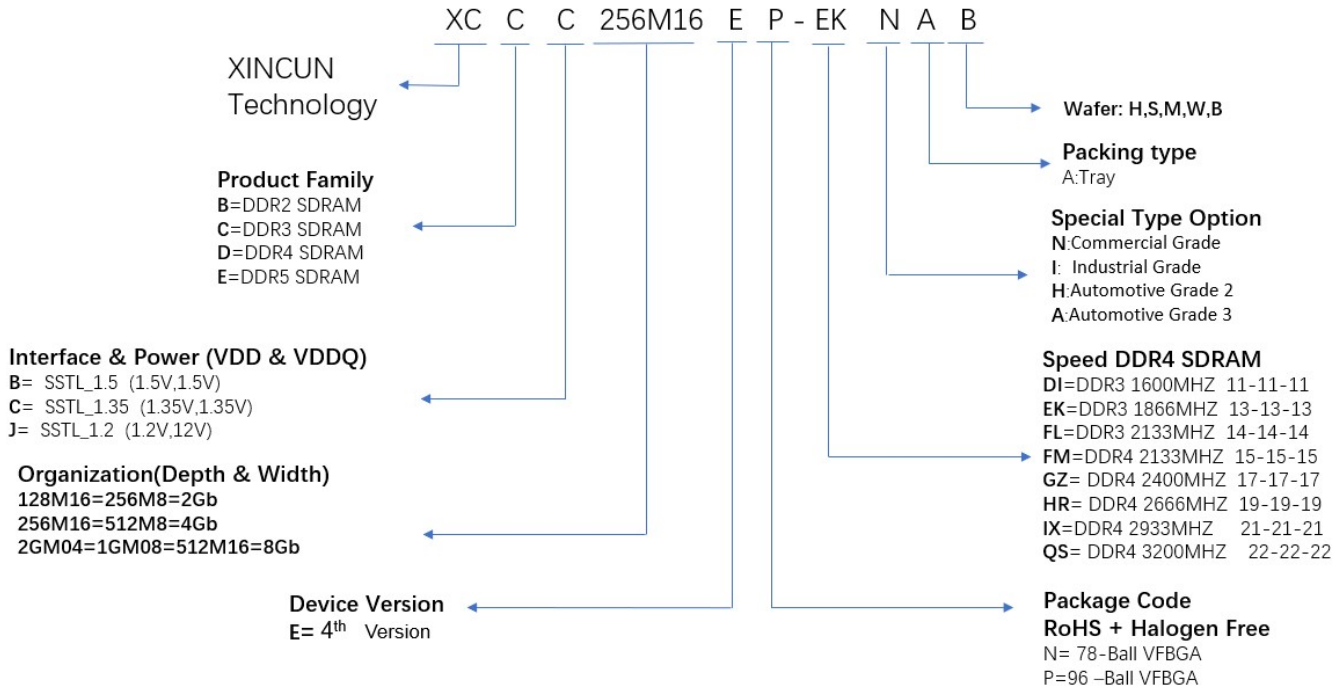 XC C C 256M16 E P - EK N A B
XINCUN
Technology
Product Family
B=DDR2 SDRAM
C=DDR3 SDRAM
D=DDR4 SDRAM
E=DDR5 SDRAM
Interface & Power (VDD & VDDQ)
B= SSTL_1.5 (1.5V,1.5V)
C= SSTL_1.35 (1.35V,1.35V)
J= SSTL_1.2 (1.2V,12V)
Organization(Depth & Width)
128M16=256M8=2Gb
256M16=512M8=4Gb
2GM04=1GM08=512M16=8Gb
Device Version
E= 4th Version
Wafer: H,S,M,W,B
Packing type
A:Tray
Special Type Option
N:Commercial Grade
I: Industrial Grade
H:Automotive Grade 2
A:Automotive Grade 3
Speed DDR4 SDRAM
DI=DDR3 1600MHZ 11-11-11
EK=DDR3 1866MHZ 13-13-13
FL=DDR3 2133MHZ 14-14-14
FM=DDR4 2133MHZ 15-15-15
GZ= DDR4 2400MHZ 17-17-17
HR= DDR4 2666MHZ 19-19-19
IX=DDR4 2933MHZ 21-21-21
QS= DDR4 3200MHZ 22-22-22
Package Code
RoHS + Halogen Free
N= 78-Ball VFBGA
P=96 –Ball VFBGA